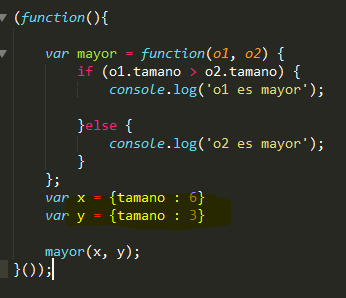 (function(){
var mayor = function(o1, o2) {
if (o1.tamano > o2.tamano) {
console.log('o1 es mayor');
}else {
console.log('o2 es mayor');
}
};
var x = {tamano : 6}
var y = {tamano : 3}
mayor(x, y);
}());